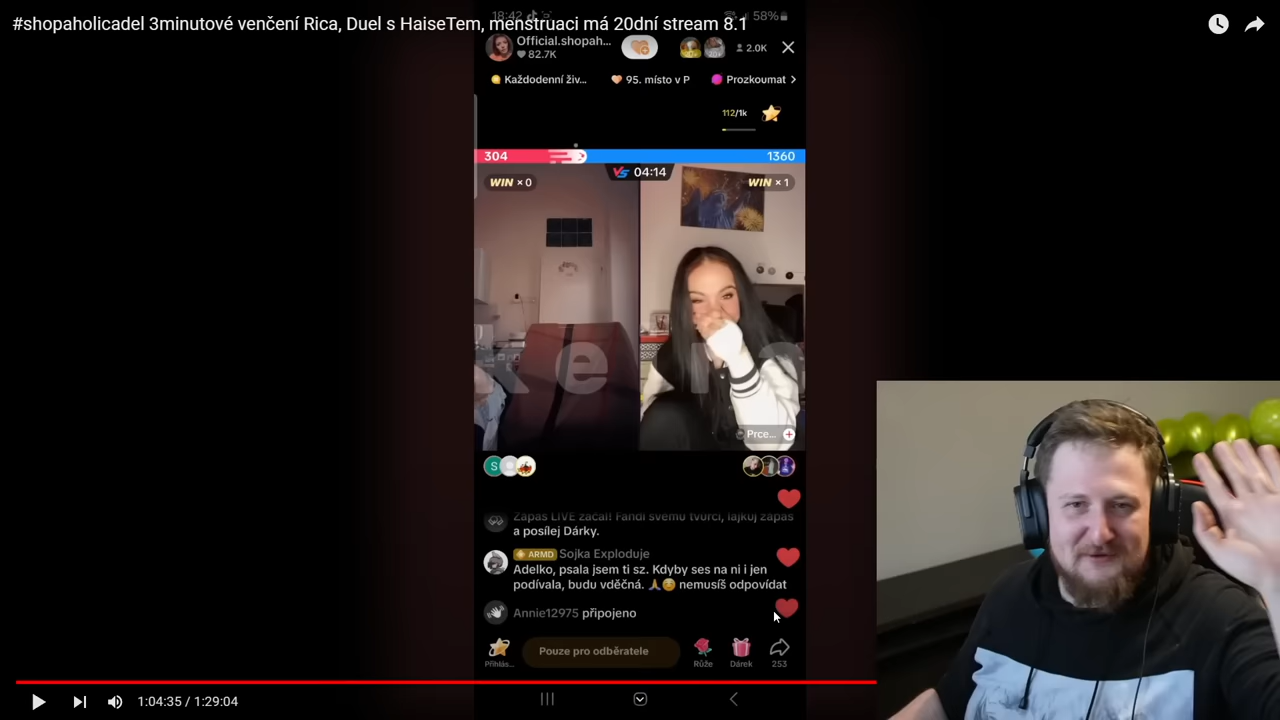 #shopaholicadel 3minutové venčení Rica, Duel s HaiseTem, menstruaci má 20dní stream 8.1
18:42
58%
Official.shopah...
82.7K
2.0K
Každodenní živ...
95. místo v P
Prozkoumat
112/1k
304
1360
VS 04:14
WIN × 0
WIN × 1
Prce...
S
Zápas LIVE začal! Fandi svému tvůrci, lajkuj zápas
a posílej Dárky.
ARMD Sojka Exploduje
Adelko, psala jsem ti sz. Kdyby ses na ni i jen
podívala, budu vděčná. 🙏😊 nemusíš odpovídat
Annie12975 připojeno
Přihlás...
Pouze pro odběratele
Růže
Dárek
253
1:04:35 / 1:29:04